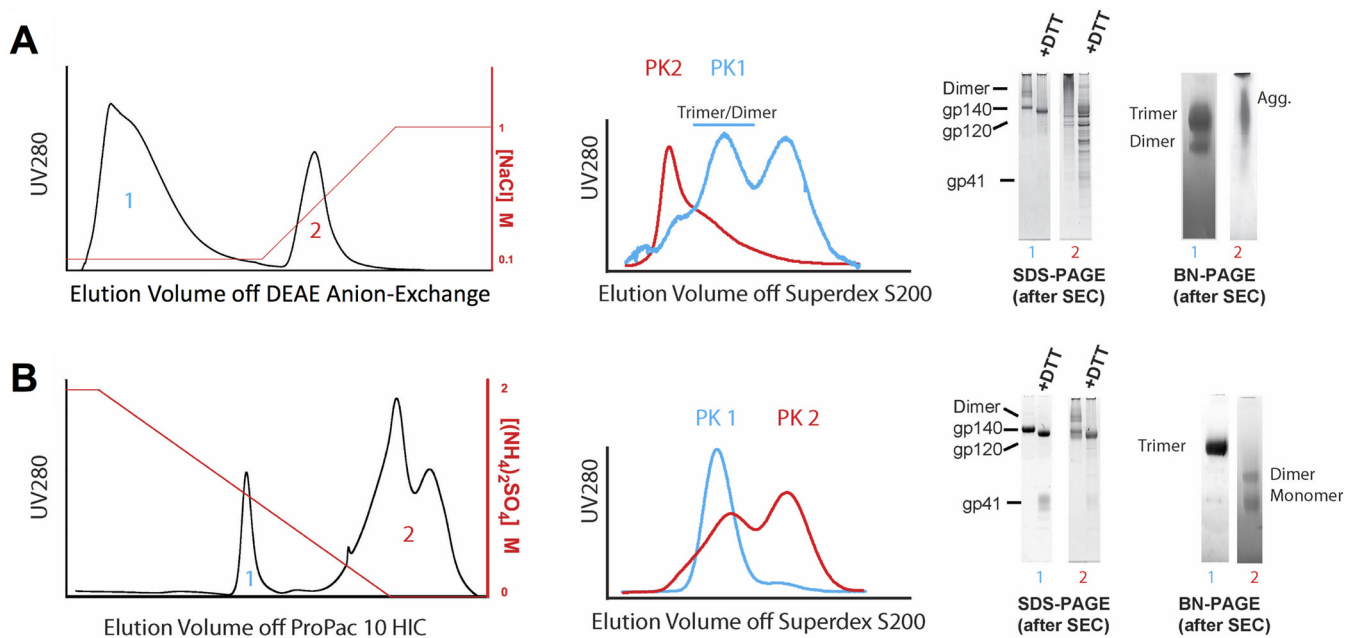 A
UV280
1
2
1
0.1
[NaCl] M
Elution Volume off DEAE Anion-Exchange
PK2 PK1
Trimer/Dimer
UV280
Elution Volume off Superdex S200
+DTT
+DTT
Dimer
gp140
gp120
gp41
1
2
SDS-PAGE
(after SEC)
Trimer
Dimer
Agg.
1
2
BN-PAGE
(after SEC)
B
UV280
1
2
2
0
[(NH4)2SO4] M
Elution Volume off ProPac 10 HIC
PK 1 PK 2
UV280
Elution Volume off Superdex S200
+DTT
+DTT
Dimer
gp140
gp120
gp41
1
2
SDS-PAGE
(after SEC)
Trimer
Dimer
Monomer
1
2
BN-PAGE
(after SEC)